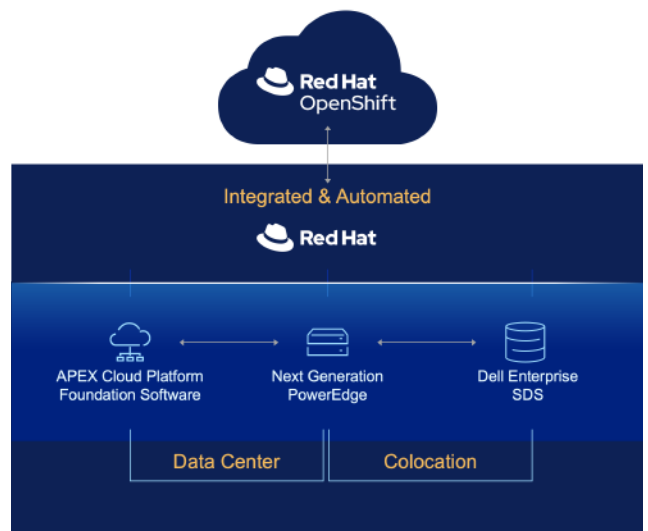 Red Hat
OpenShift
Integrated & Automated
Red Hat
APEX Cloud Platform
Foundation Software
Next Generation
PowerEdge
Dell Enterprise
SDS
Data Center
Colocation